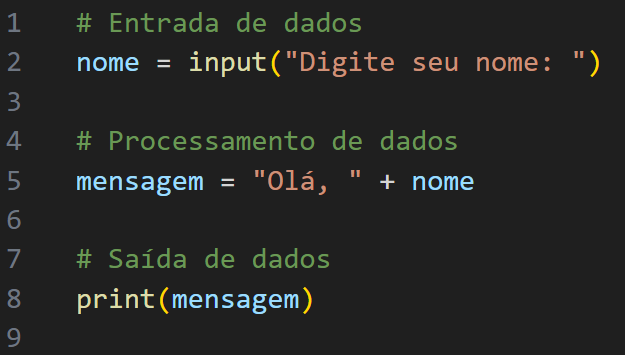 1 # Entrada de dados
2 nome = input("Digite seu nome: ")
3
4 # Processamento de dados
5 mensagem = "Olá, " + nome
6
7 # Saída de dados
8 print(mensagem)
9